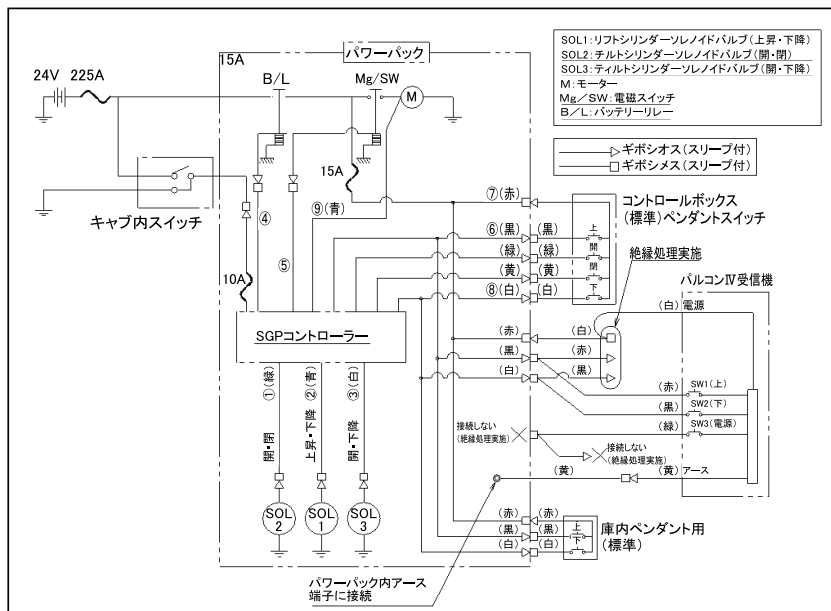 パワーパック
15A
B/L
Mg/SW
24V 225A
M
SOL1:リフトシリンダーソレノイドバルブ(上昇・下降)
SOL2:チルトシリンダーソレノイドバルブ(開・閉)
SOL3:ティルトシリンダーソレノイドバルブ(開・下降)
M:モーター
Mg/SW:電磁スイッチ
B/L:バッテリーリレー
ギボシオス(スリーブ付)
ギボシメス(スリーブ付)
キャブ内スイッチ
15A
10A
④
⑤
⑨(青)
⑦(赤)
⑥(黒) (黒)
(緑) (緑)
(黄) (黄)
⑧(白) (白)
上
開
閉
下
コントロールボックス
(標準)ペンダントスイッチ
絶縁処理実施
パルコンⅣ受信機
(白)電源
SGPコントローラー
(赤) (白)
(黒) (赤)
(白) (黒)
(赤) SW1(上)
(黒) SW2(下)
(緑) SW3(電源)
接続しない
(絶縁処理実施)
接続しない
(絶縁処理実施)
(黄) (黄)アース
①(緑)
②(青)
③(白)
開・閉
上昇・下降
開・下降
SOL
2
SOL
1
SOL
3
(赤) (赤)
(黒) (黒)
(白) (白)
上
下
庫内ペンダント用
(標準)
パワーパック内アース
端子に接続